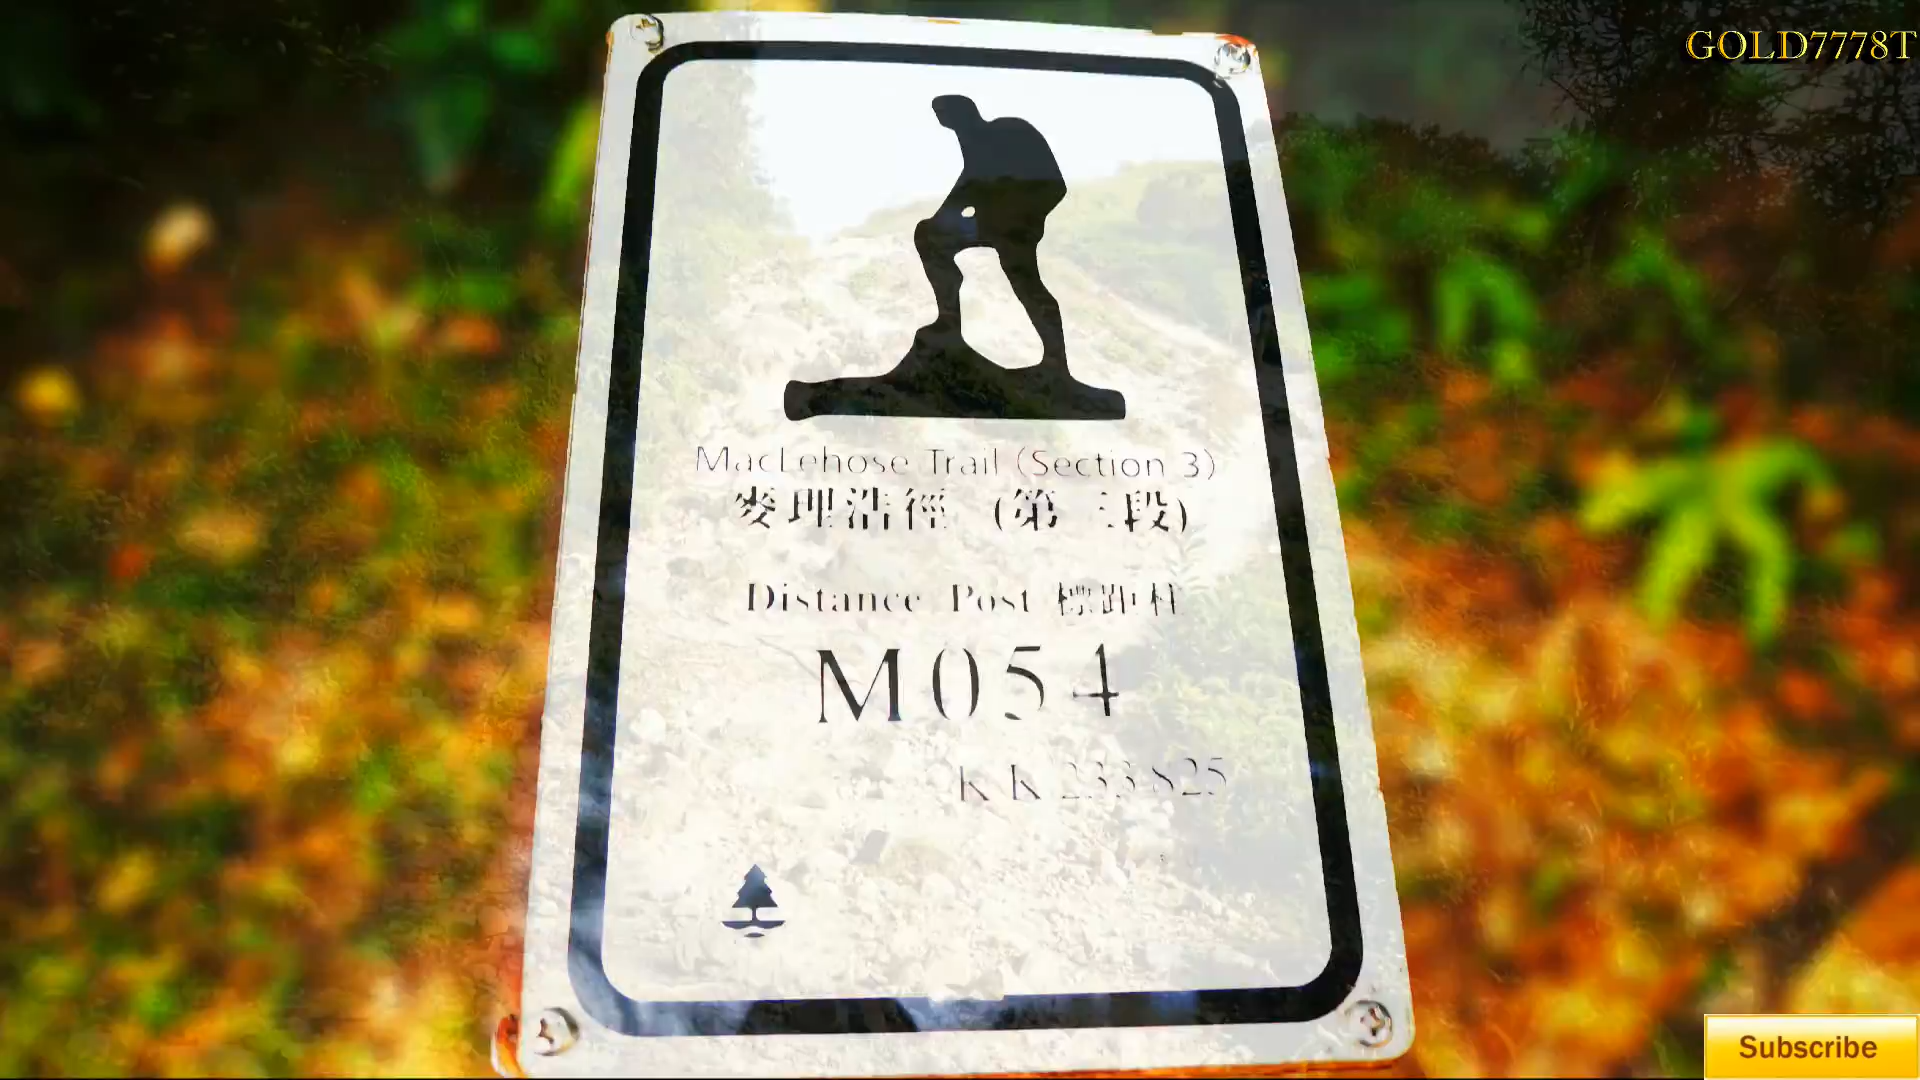 GOLD7778T
MacLehose Trail (Section 3)
麥理浩徑 (第三段)
Distance Post 標距柱
M054
KK 233 825
Subscribe